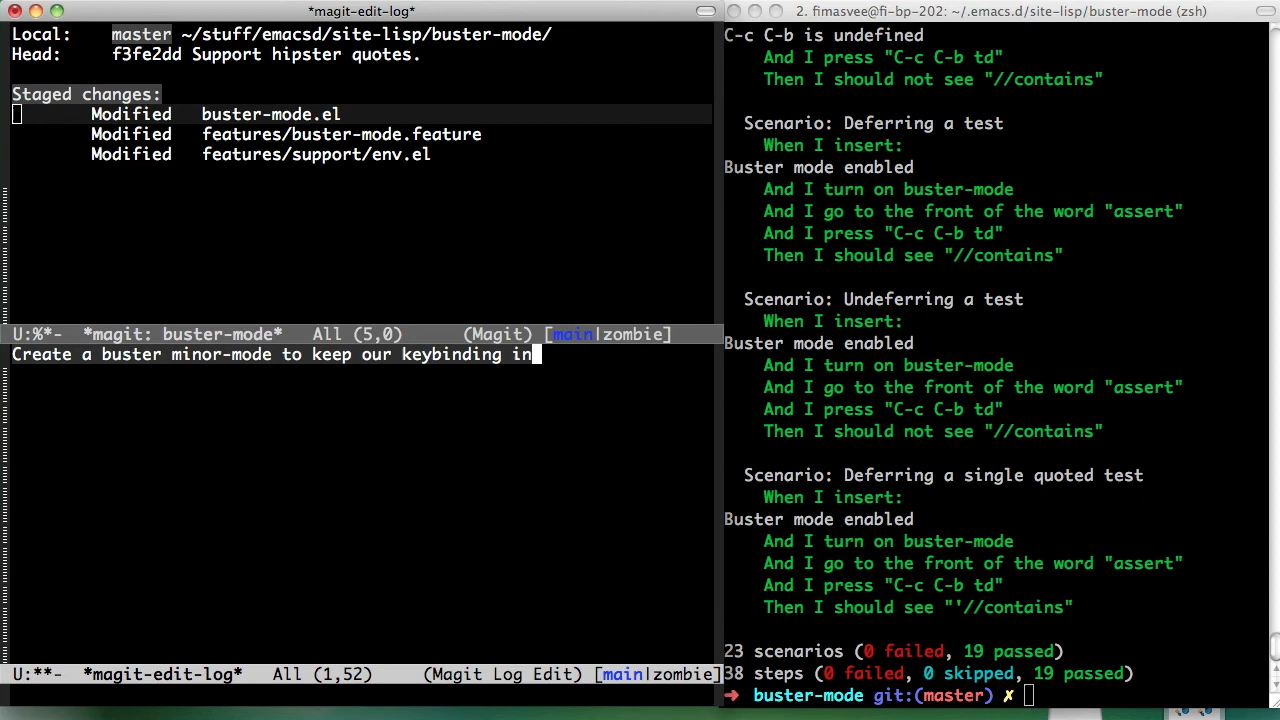 *magit-edit-log*
Local: master ~/stuff/emacsd/site-lisp/buster-mode/
Head: f3fe2dd Support hipster quotes.
Staged changes:
Modified buster-mode.el
Modified features/buster-mode.feature
Modified features/support/env.el
U:%*- *magit: buster-mode* All (5,0) (Magit) [main|zombie]
Create a buster minor-mode to keep our keybinding in
U:**- *magit-edit-log* All (1,52) (Magit Log Edit) [main|zombie]
2. fimasvee@fi-bp-202: ~/.emacs.d/site-lisp/buster-mode (zsh)
C-c C-b is undefined
And I press "C-c C-b td"
Then I should not see "//contains"
Scenario: Deferring a test
When I insert:
Buster mode enabled
And I turn on buster-mode
And I go to the front of the word "assert"
And I press "C-c C-b td"
Then I should see "//contains"
Scenario: Undeferring a test
When I insert:
Buster mode enabled
And I turn on buster-mode
And I go to the front of the word "assert"
And I press "C-c C-b td"
Then I should not see "//contains"
Scenario: Deferring a single quoted test
When I insert:
Buster mode enabled
And I turn on buster-mode
And I go to the front of the word "assert"
And I press "C-c C-b td"
Then I should see "'//contains"
23 scenarios (0 failed, 19 passed)
38 steps (0 failed, 0 skipped, 19 passed)
➜ buster-mode git:(master) ✗